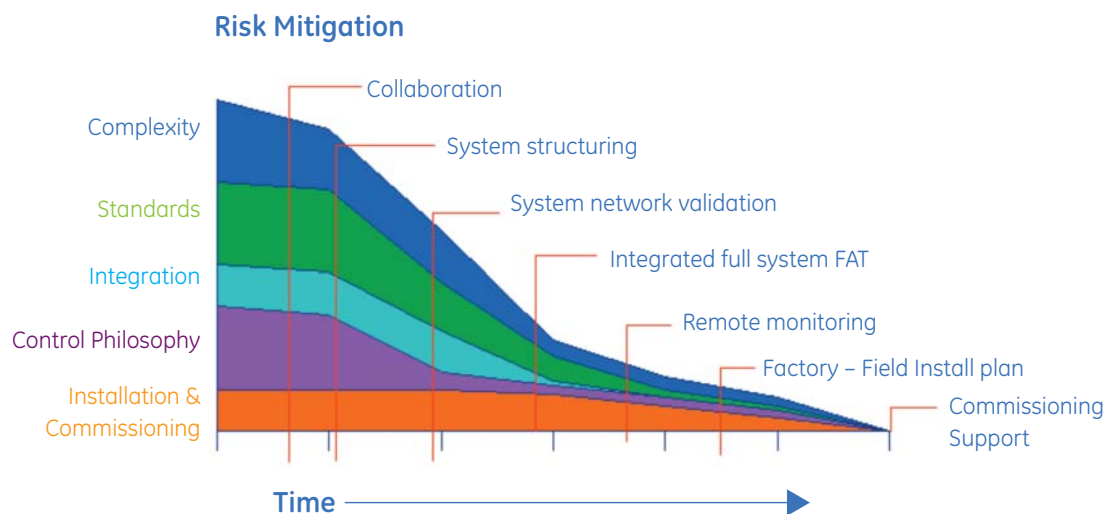 Risk Mitigation
Collaboration
Complexity
System structuring
Standards
System network validation
Integration
Integrated full system FAT
Remote monitoring
Control Philosophy
Factory – Field Install plan
Installation &
Commissioning
Commissioning
Support
Time